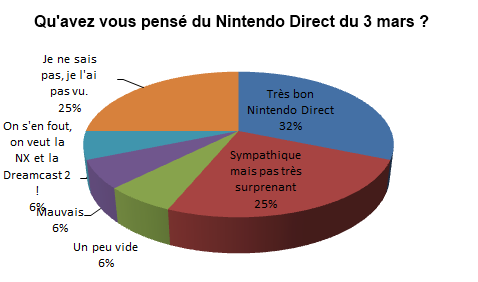 Qu'avez vous pensé du Nintendo Direct du 3 mars ?
Je ne sais
pas, je l'ai
pas vu.
25%
Très bon
Nintendo Direct
32%
On s'en fout,
on veut la
NX et la
Dreamcast 2
!
6%
Sympathique
mais pas très
surprenant
25%
Mauvais
6%
Un peu vide
6%